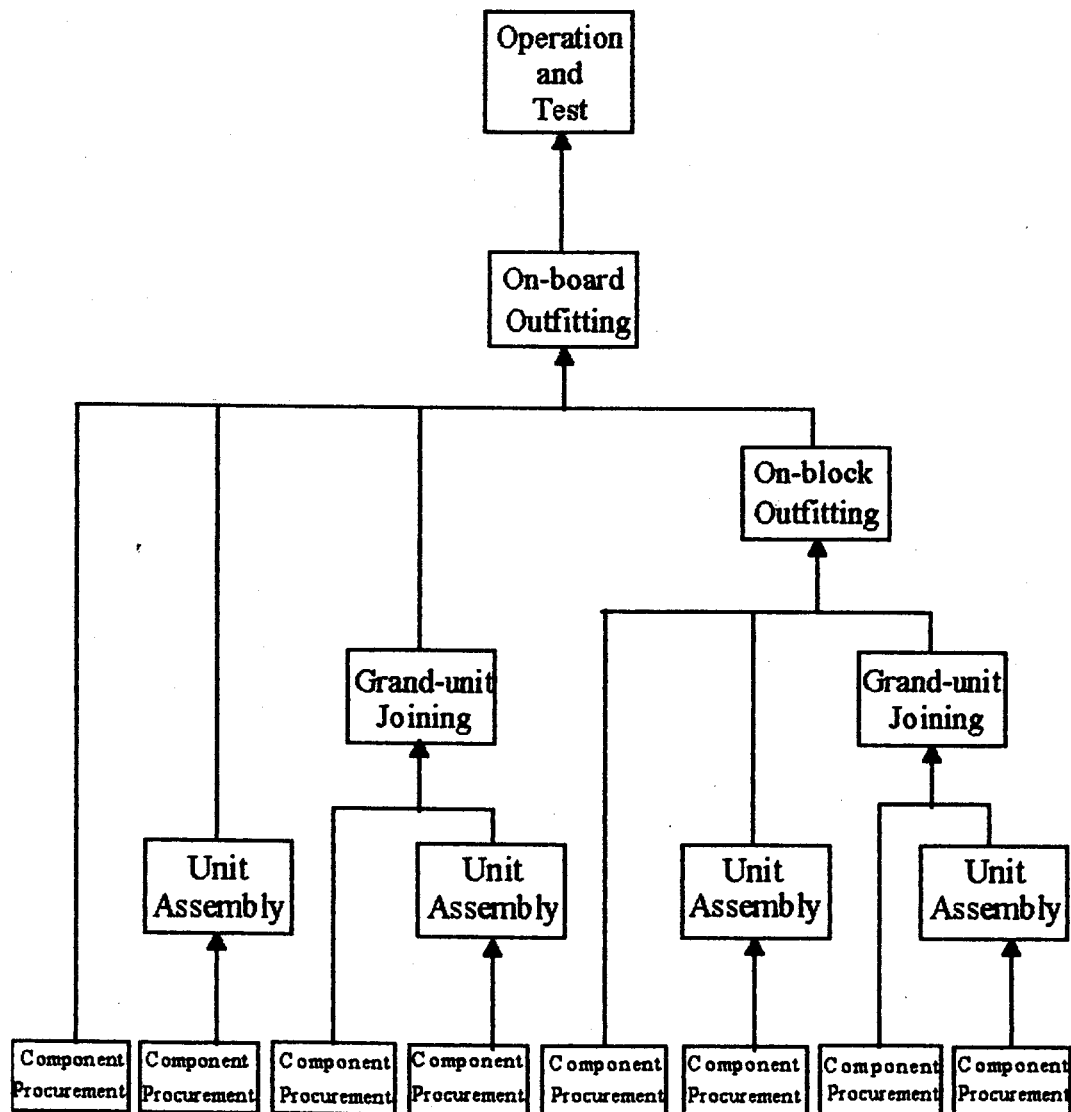 Operation
and
Test
On-board
Outfitting
On-block
Outfitting
Grand-unit
Joining
Grand-unit
Joining
Unit
Assembly
Unit
Assembly
Unit
Assembly
Unit
Assembly
Component
Procurement
Component
Procurement
Component
Procurement
Component
Procurement
Component
Procurement
Component
Procurement
Component
Procurement
Component
Procurement